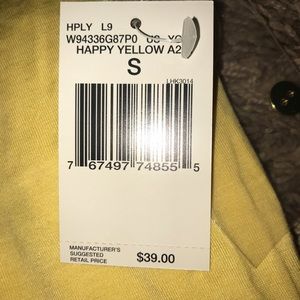 HPLY L9
W94336G87P0
HAPPY YELLOW A2
S
LHK3014
7 67497 74855 5
MANUFACTURER'S
SUGGESTED
RETAIL PRICE $39.00